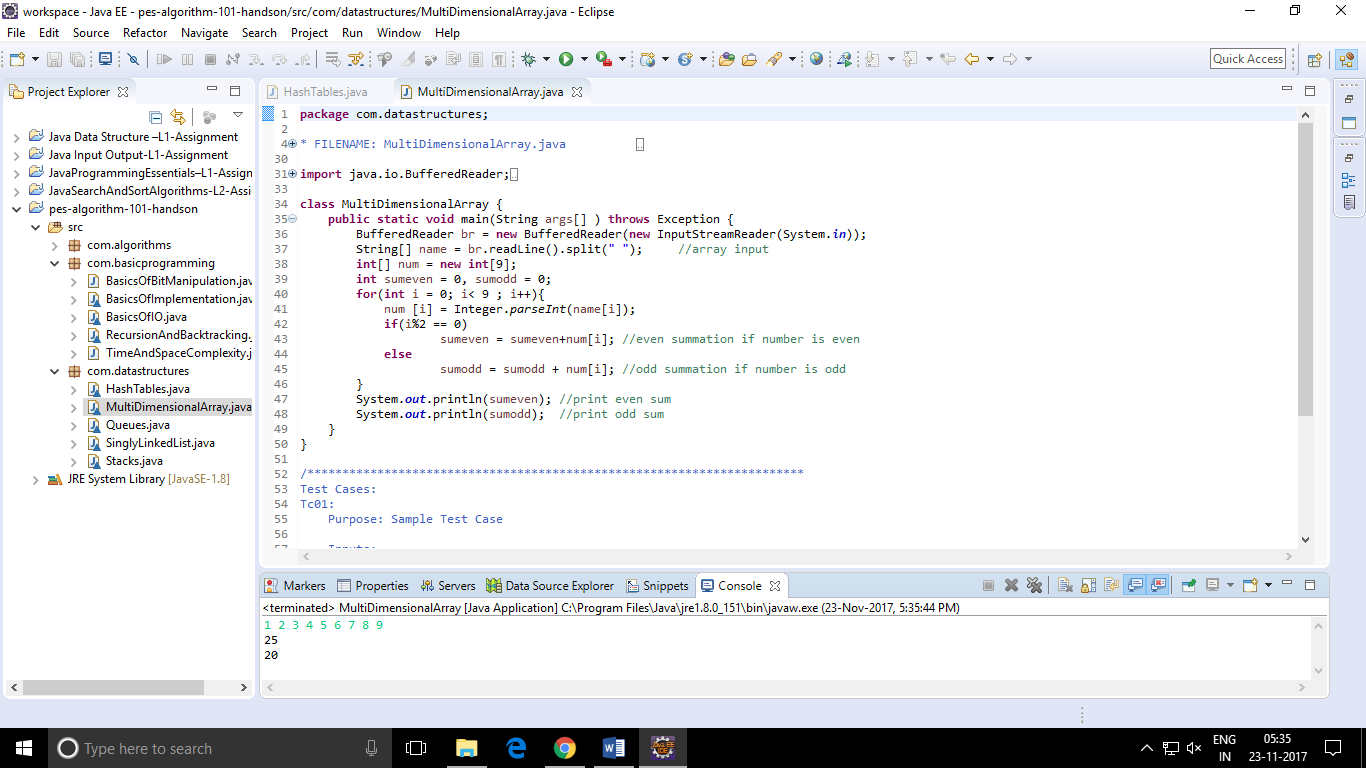 workspace - Java EE - pes-algorithm-101-handson/src/com/datastructures/MultiDimensionalArray.java - Eclipse
File Edit Source Refactor Navigate Search Project Run Window Help
Quick Access
Project Explorer
Java Data Structure –L1-Assignment
Java Input Output-L1-Assignment
JavaProgrammingEssentials–L1-Assign
JavaSearchAndSortAlgorithms-L2-Assi
pes-algorithm-101-handson
src
com.algorithms
com.basicprogramming
BasicsOfBitManipulation.jav
BasicsOfImplementation.jav
BasicsOfIO.java
RecursionAndBacktracking.
TimeAndSpaceComplexity.j
com.datastructures
HashTables.java
MultiDimensionalArray.java
Queues.java
SinglyLinkedList.java
Stacks.java
JRE System Library [JavaSE-1.8]
HashTables.java MultiDimensionalArray.java
1 package com.datastructures;
2
4 * FILENAME: MultiDimensionalArray.java
30
31 import java.io.BufferedReader;
33
34 class MultiDimensionalArray {
35 public static void main(String args[] ) throws Exception {
36 BufferedReader br = new BufferedReader(new InputStreamReader(System.in));
37 String[] name = br.readLine().split(" "); //array input
38 int[] num = new int[9];
39 int sumeven = 0, sumodd = 0;
40 for(int i = 0; i< 9 ; i++){
41 num [i] = Integer.parseInt(name[i]);
42 if(i%2 == 0)
43 sumeven = sumeven+num[i]; //even summation if number is even
44 else
45 sumodd = sumodd + num[i]; //odd summation if number is odd
46 }
47 System.out.println(sumeven); //print even sum
48 System.out.println(sumodd); //print odd sum
49 }
50 }
51
52 /***********************************************************************
53 Test Cases:
54 Tc01:
55 Purpose: Sample Test Case
56
Markers Properties Servers Data Source Explorer Snippets Console
<terminated> MultiDimensionalArray [Java Application] C:\Program Files\Java\jre1.8.0_151\bin\javaw.exe (23-Nov-2017, 5:35:44 PM)
1 2 3 4 5 6 7 8 9
25
20
Type here to search
ENG
IN
05:35
23-11-2017